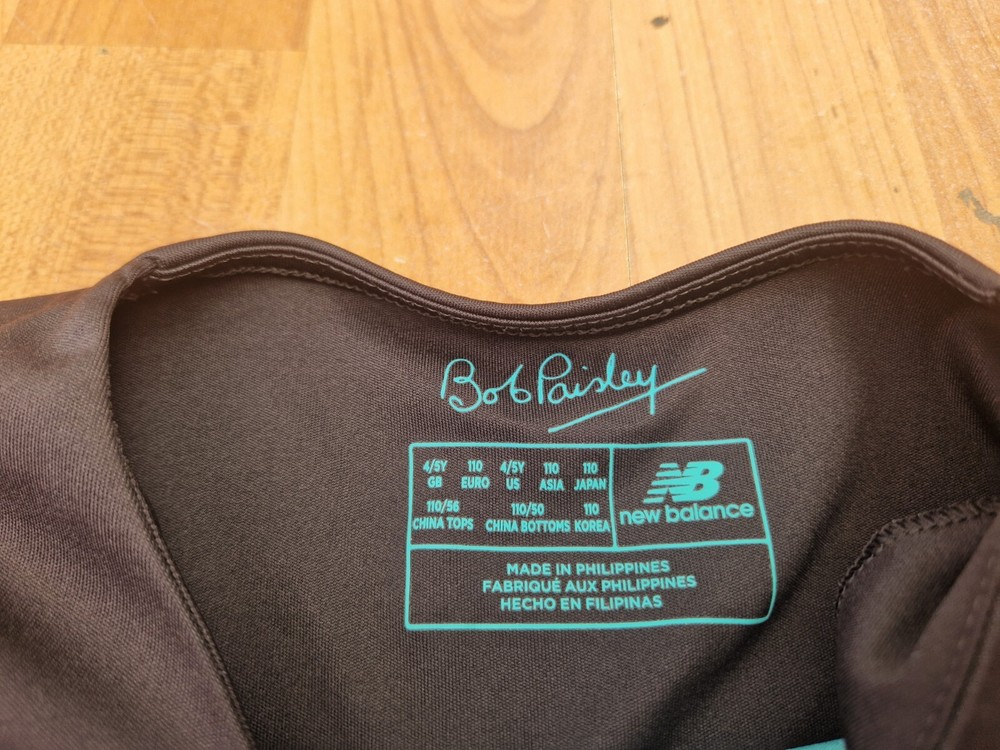 Bob Paisley
4/5Y 110 4/5Y 110 110
GB EURO US ASIA JAPAN
110/56 110/50 110
CHINA TOPS CHINA BOTTOMS KOREA
NB
new balance
MADE IN PHILIPPINES
FABRIQUÉ AUX PHILIPPINES
HECHO EN FILIPINAS